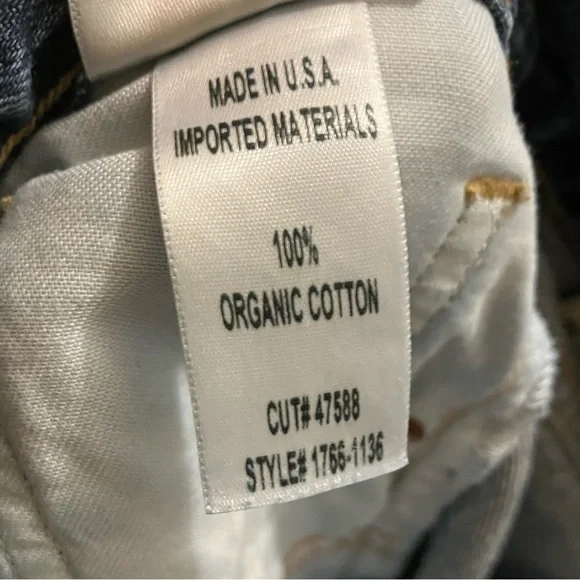 MADE IN U.S.A.
IMPORTED MATERIALS
100%
ORGANIC COTTON
CUT# 47588
STYLE# 1766-1136